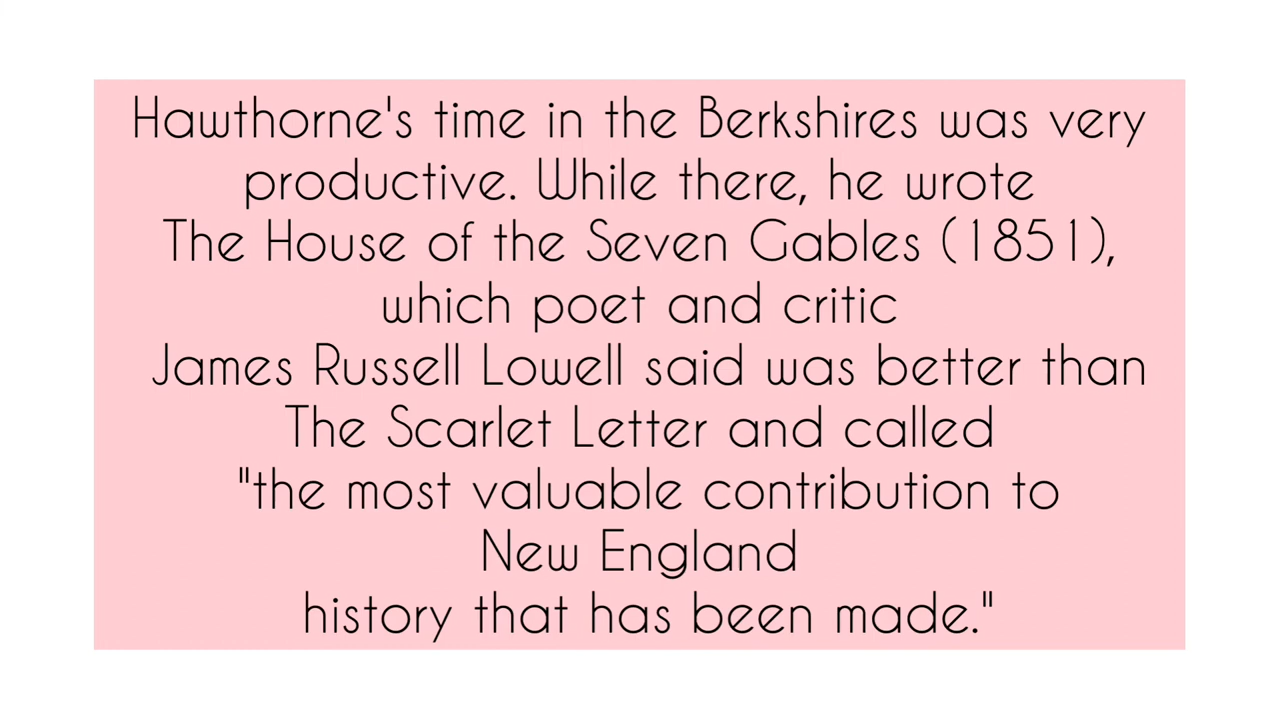 Hawthorne's time in the Berkshires was very
productive. While there, he wrote
The House of the Seven Gables (1851),
which poet and critic
James Russell Lowell said was better than
The Scarlet Letter and called
"the most valuable contribution to
New England
history that has been made."